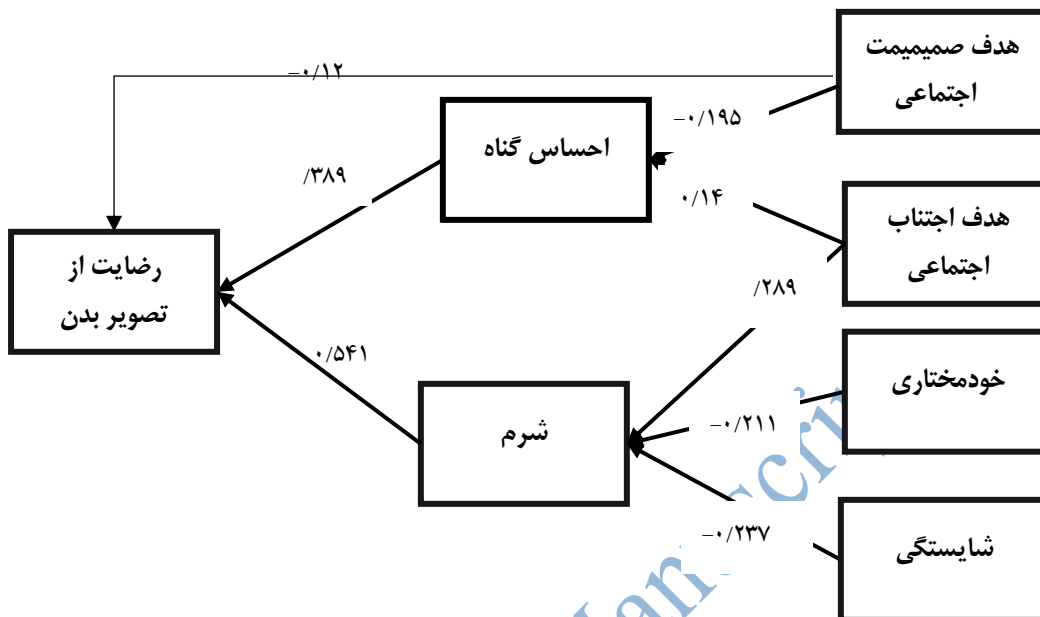 هدف صمیمیمت
اجتماعی
−۰/۱۲
−۰/۱۹۵
احساس گناه
/۳۸۹
۰/۱۴
هدف اجتناب
اجتماعی
رضایت از
تصویر بدن
/۲۸۹
۰/۵۴۱
خودمختاری
شرم
−۰/۲۱۱
−۰/۲۳۷
شایستگی